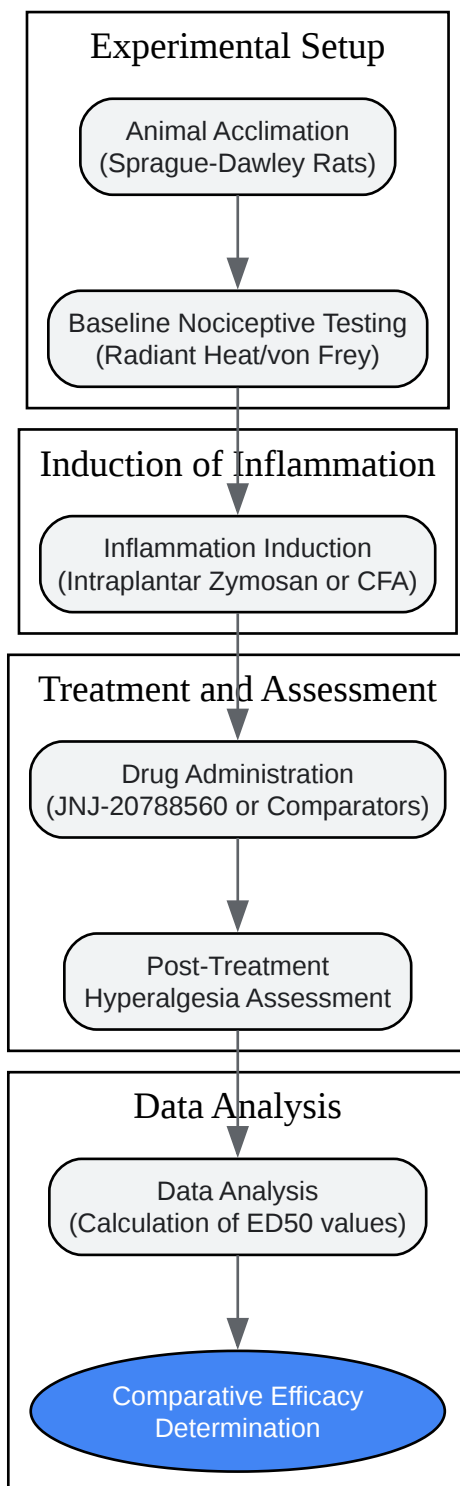 Experimental Setup
Animal Acclimation
(Sprague-Dawley Rats)
Baseline Nociceptive Testing
(Radiant Heat/von Frey)
Induction of Inflammation
Inflammation Induction
(Intraplantar Zymosan or CFA)
Treatment and Assessment
Drug Administration
(JNJ-20788560 or Comparators)
Post-Treatment
Hyperalgesia Assessment
Data Analysis
Data Analysis
(Calculation of ED50 values)
Comparative Efficacy
Determination